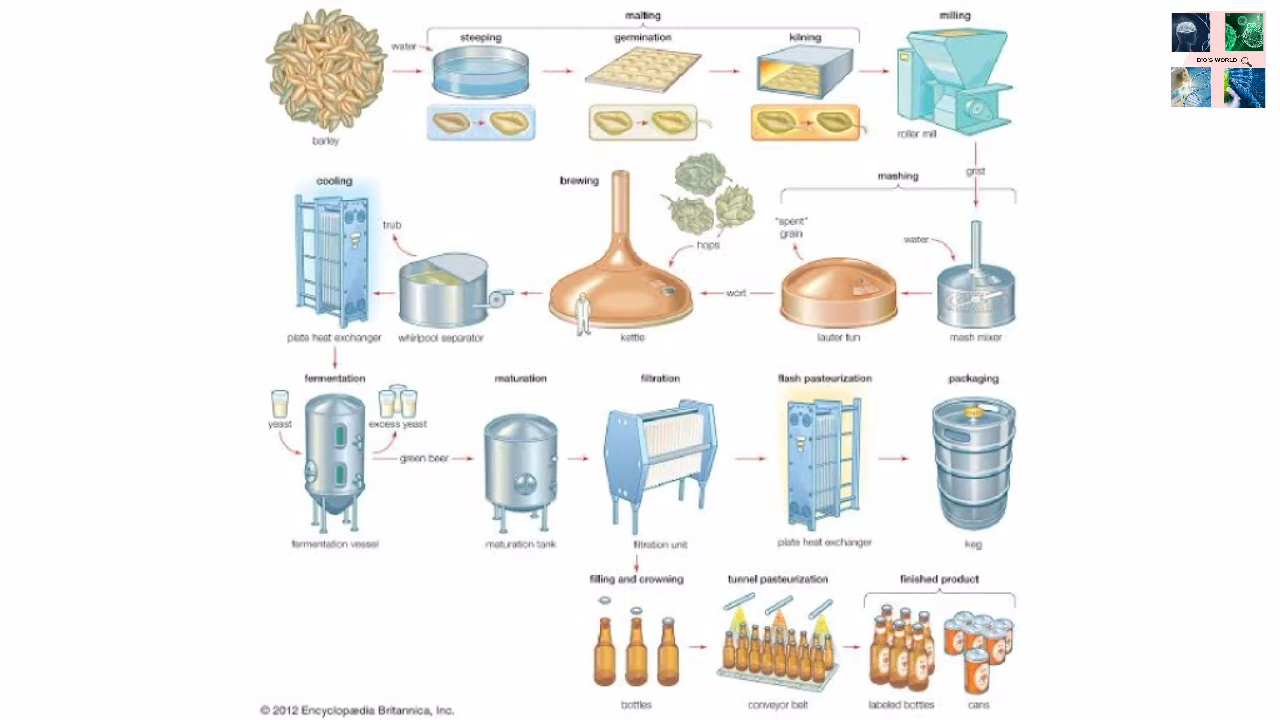 malting
milling
steeping
germination
kilning
water
barley
roller mill
BIO'S WORLD
grist
cooling
brewing
mashing
trub
hops
"spent"
grain
water
wort
plate heat exchanger
whirlpool separator
kettle
lauter tun
mash mixer
fermentation
maturation
filtration
flash pasteurization
packaging
yeast
excess yeast
green beer
fermentation vessel
maturation tank
filtration unit
plate heat exchanger
keg
filling and crowning
tunnel pasteurization
finished product
bottles
conveyor belt
labeled bottles
cans
© 2012 Encyclopædia Britannica, Inc.